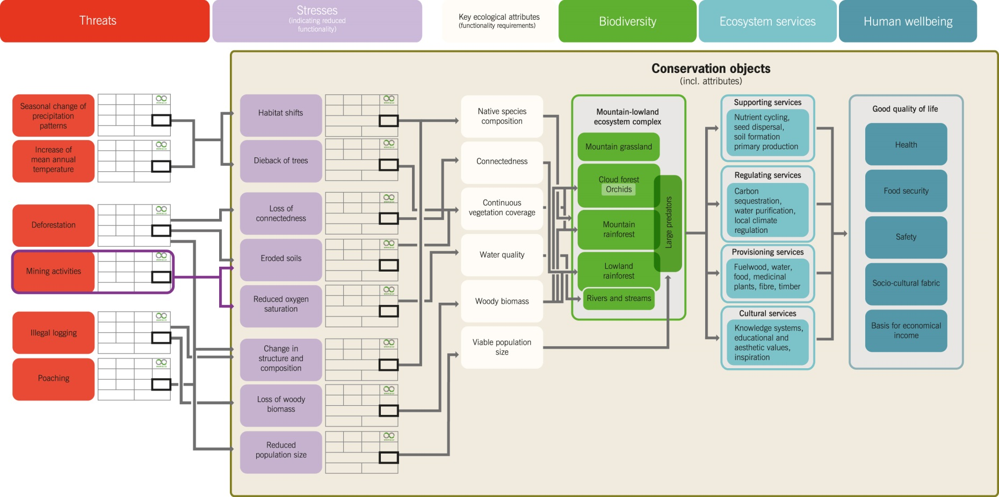 Threats
Stresses
(indicating reduced
functionality)
Key ecological attributes
(functionality requirements)
Biodiversity
Ecosystem services
Human wellbeing
Conservation objects
(incl. attributes)
Seasonal change of
precipitation
patterns
Increase of
mean annual
temperature
Deforestation
Mining activities
Illegal logging
Poaching
Habitat shifts
Dieback of trees
Loss of
connectedness
Eroded soils
Reduced oxygen
saturation
Change in
structure and
composition
Loss of woody
biomass
Reduced
population size
Native species
composition
Connectedness
Continuous
vegetation coverage
Water quality
Woody biomass
Viable population
size
Mountain-lowland
ecosystem complex
Mountain grassland
Cloud forest
Orchids
Mountain
rainforest
Lowland
rainforest
Rivers and streams
Large predators
Supporting services
Nutrient cycling,
seed dispersal,
soil formation
primary production
Regulating services
Carbon
sequestration,
water purification,
local climate
regulation
Provisioning services
Fuelwood, water,
food, medicinal
plants, fibre, timber
Cultural services
Knowledge systems,
educational and
aesthetic values,
inspiration
Good quality of life
Health
Food security
Safety
Socio-cultural fabric
Basis for economical
income